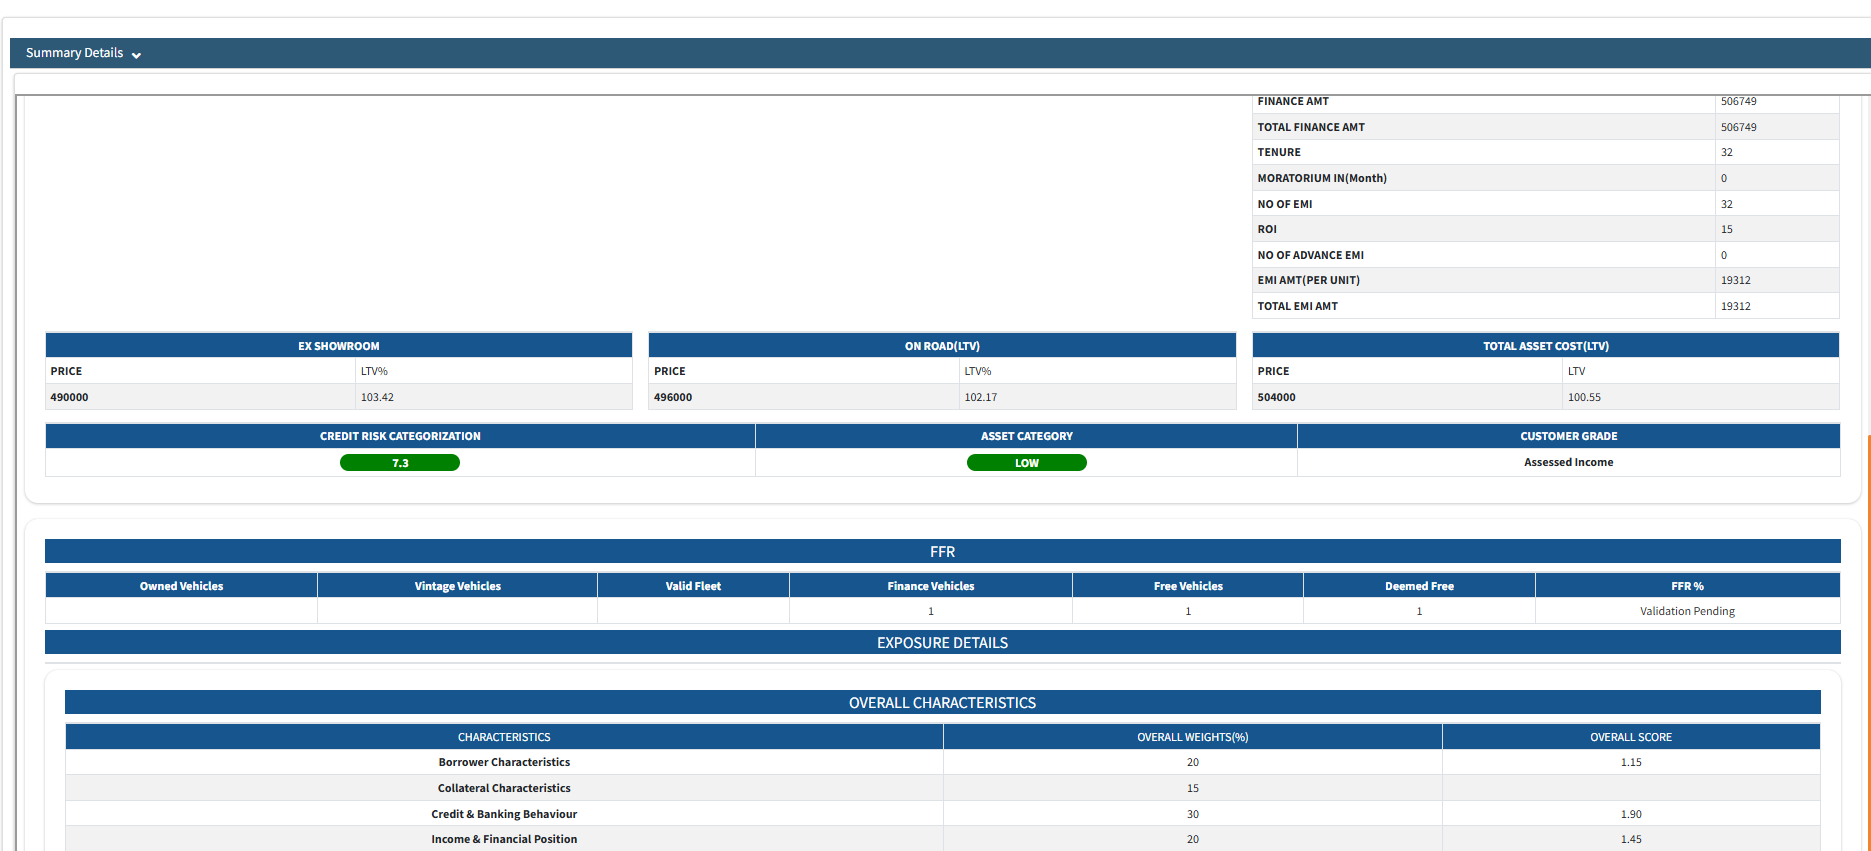 Summary Details
FINANCE AMT 506749
TOTAL FINANCE AMT 506749
TENURE 32
MORATORIUM IN(Month) 0
NO OF EMI 32
ROI 15
NO OF ADVANCE EMI 0
EMI AMT(PER UNIT) 19312
TOTAL EMI AMT 19312
EX SHOWROOM ON ROAD(LTV) TOTAL ASSET COST(LTV)
PRICE LTV% PRICE LTV% PRICE LTV
490000 103.42 496000 102.17 504000 100.55
CREDIT RISK CATEGORIZATION ASSET CATEGORY CUSTOMER GRADE
7.3 LOW Assessed Income
FFR
Owned Vehicles Vintage Vehicles Valid Fleet Finance Vehicles Free Vehicles Deemed Free FFR %
1 1 1 Validation Pending
EXPOSURE DETAILS
OVERALL CHARACTERISTICS
CHARACTERISTICS OVERALL WEIGHTS(%) OVERALL SCORE
Borrower Characteristics 20 1.15
Collateral Characteristics 15
Credit & Banking Behaviour 30 1.90
Income & Financial Position 20 1.45